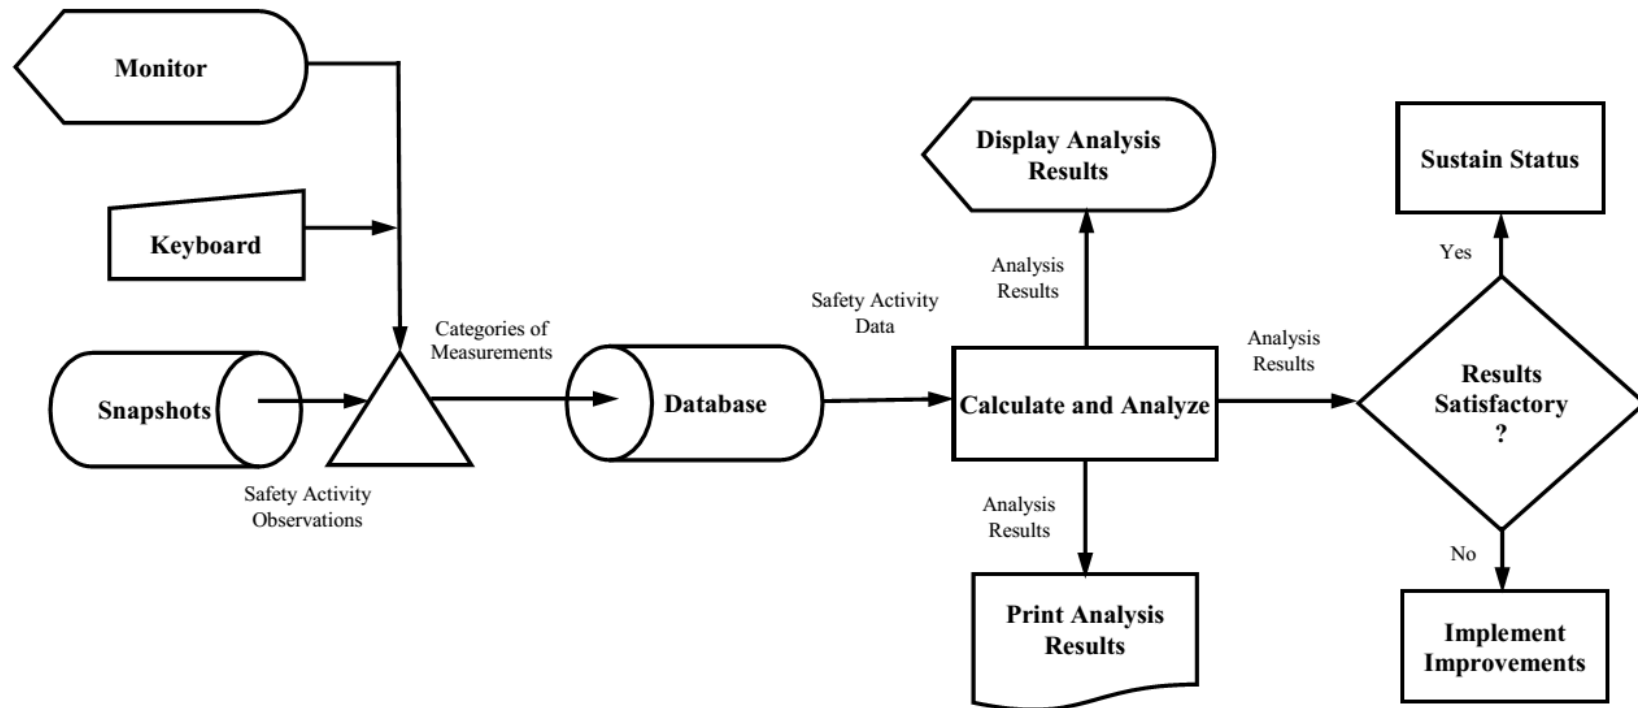 Monitor
Keyboard
Snapshots
Safety Activity
Observations
Categories of
Measurements
Database
Safety Activity
Data
Display Analysis
Results
Analysis
Results
Calculate and Analyze
Analysis
Results
Print Analysis
Results
Analysis
Results
Sustain Status
Yes
Results
Satisfactory
?
No
Implement
Improvements